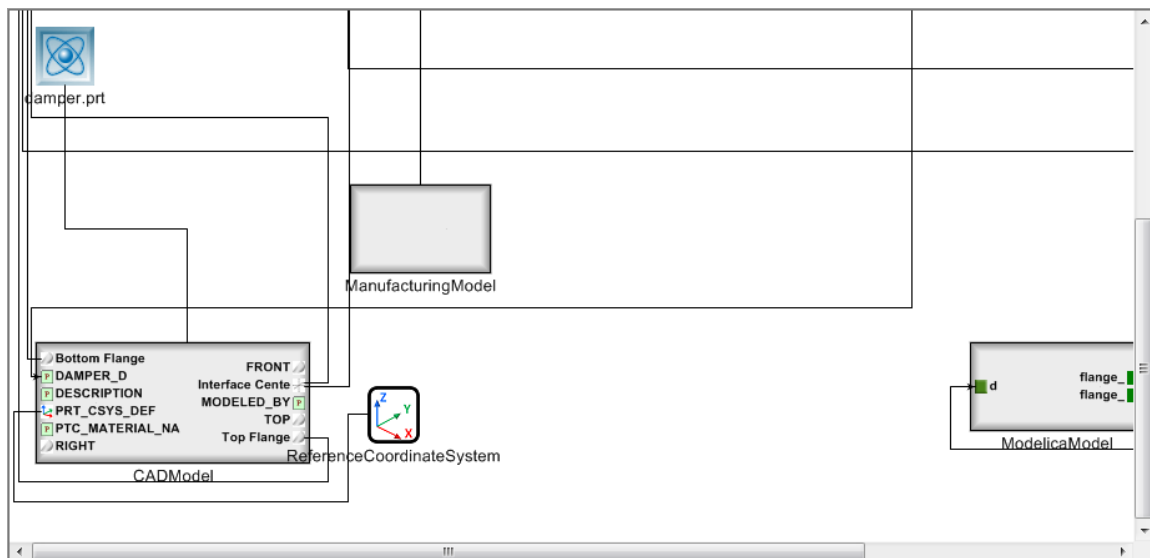 damper.prt
ManufacturingModel
Bottom Flange
P DAMPER_D
P DESCRIPTION
PRT_CSYS_DEF
P PTC_MATERIAL_NA
RIGHT
FRONT
Interface Cente
MODELED_BY P
TOP
Top Flange
CADModel
Z
Y
X
ReferenceCoordinateSystem
d
flange_
flange_
ModelicaModel